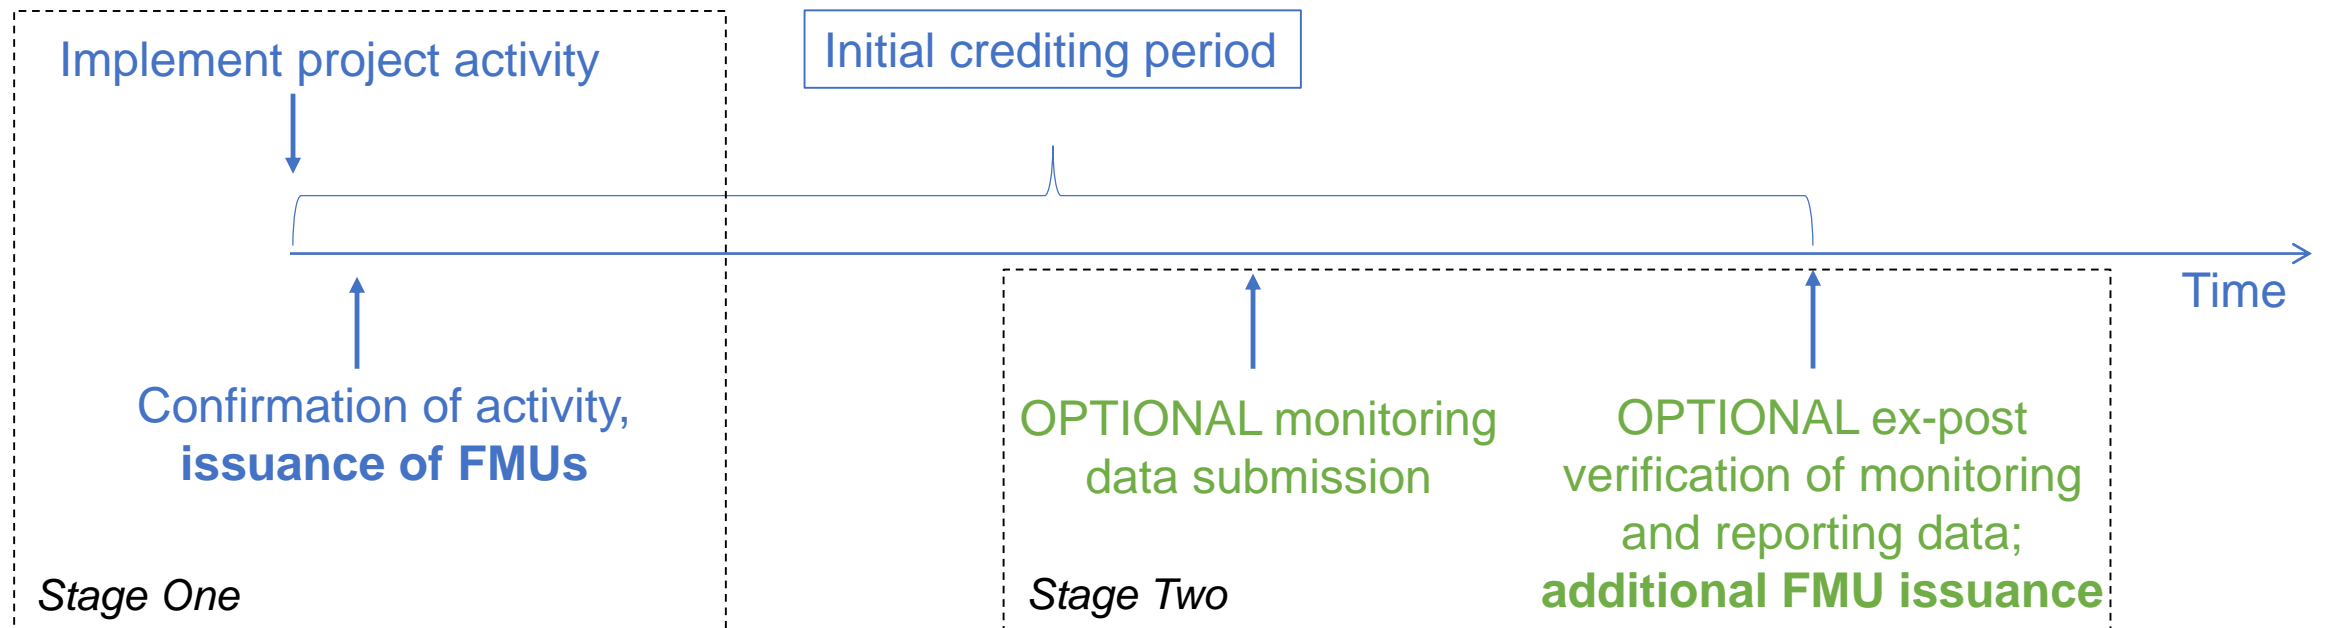 Implement project activity
Initial crediting period
Time
Confirmation of activity,
issuance of FMUs
Stage One
OPTIONAL monitoring
data submission
OPTIONAL ex-post
verification of monitoring
and reporting data;
additional FMU issuance
Stage Two